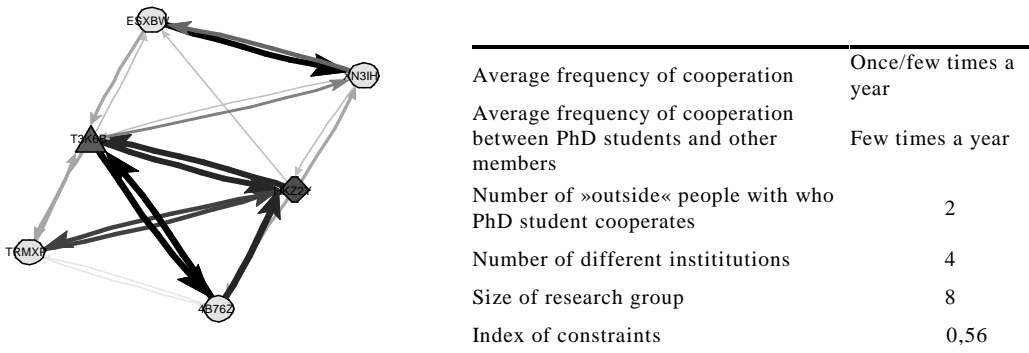 ESXBW
XN3IH
T3K6B
TRMXF
4B76Z
Average frequency of cooperation
Once/few times a
year
Average frequency of cooperation
between PhD students and other
members
Few times a year
Number of »outside« people with who
PhD student cooperates
2
Number of different instititutions
4
Size of research group
8
Index of constraints
0,56